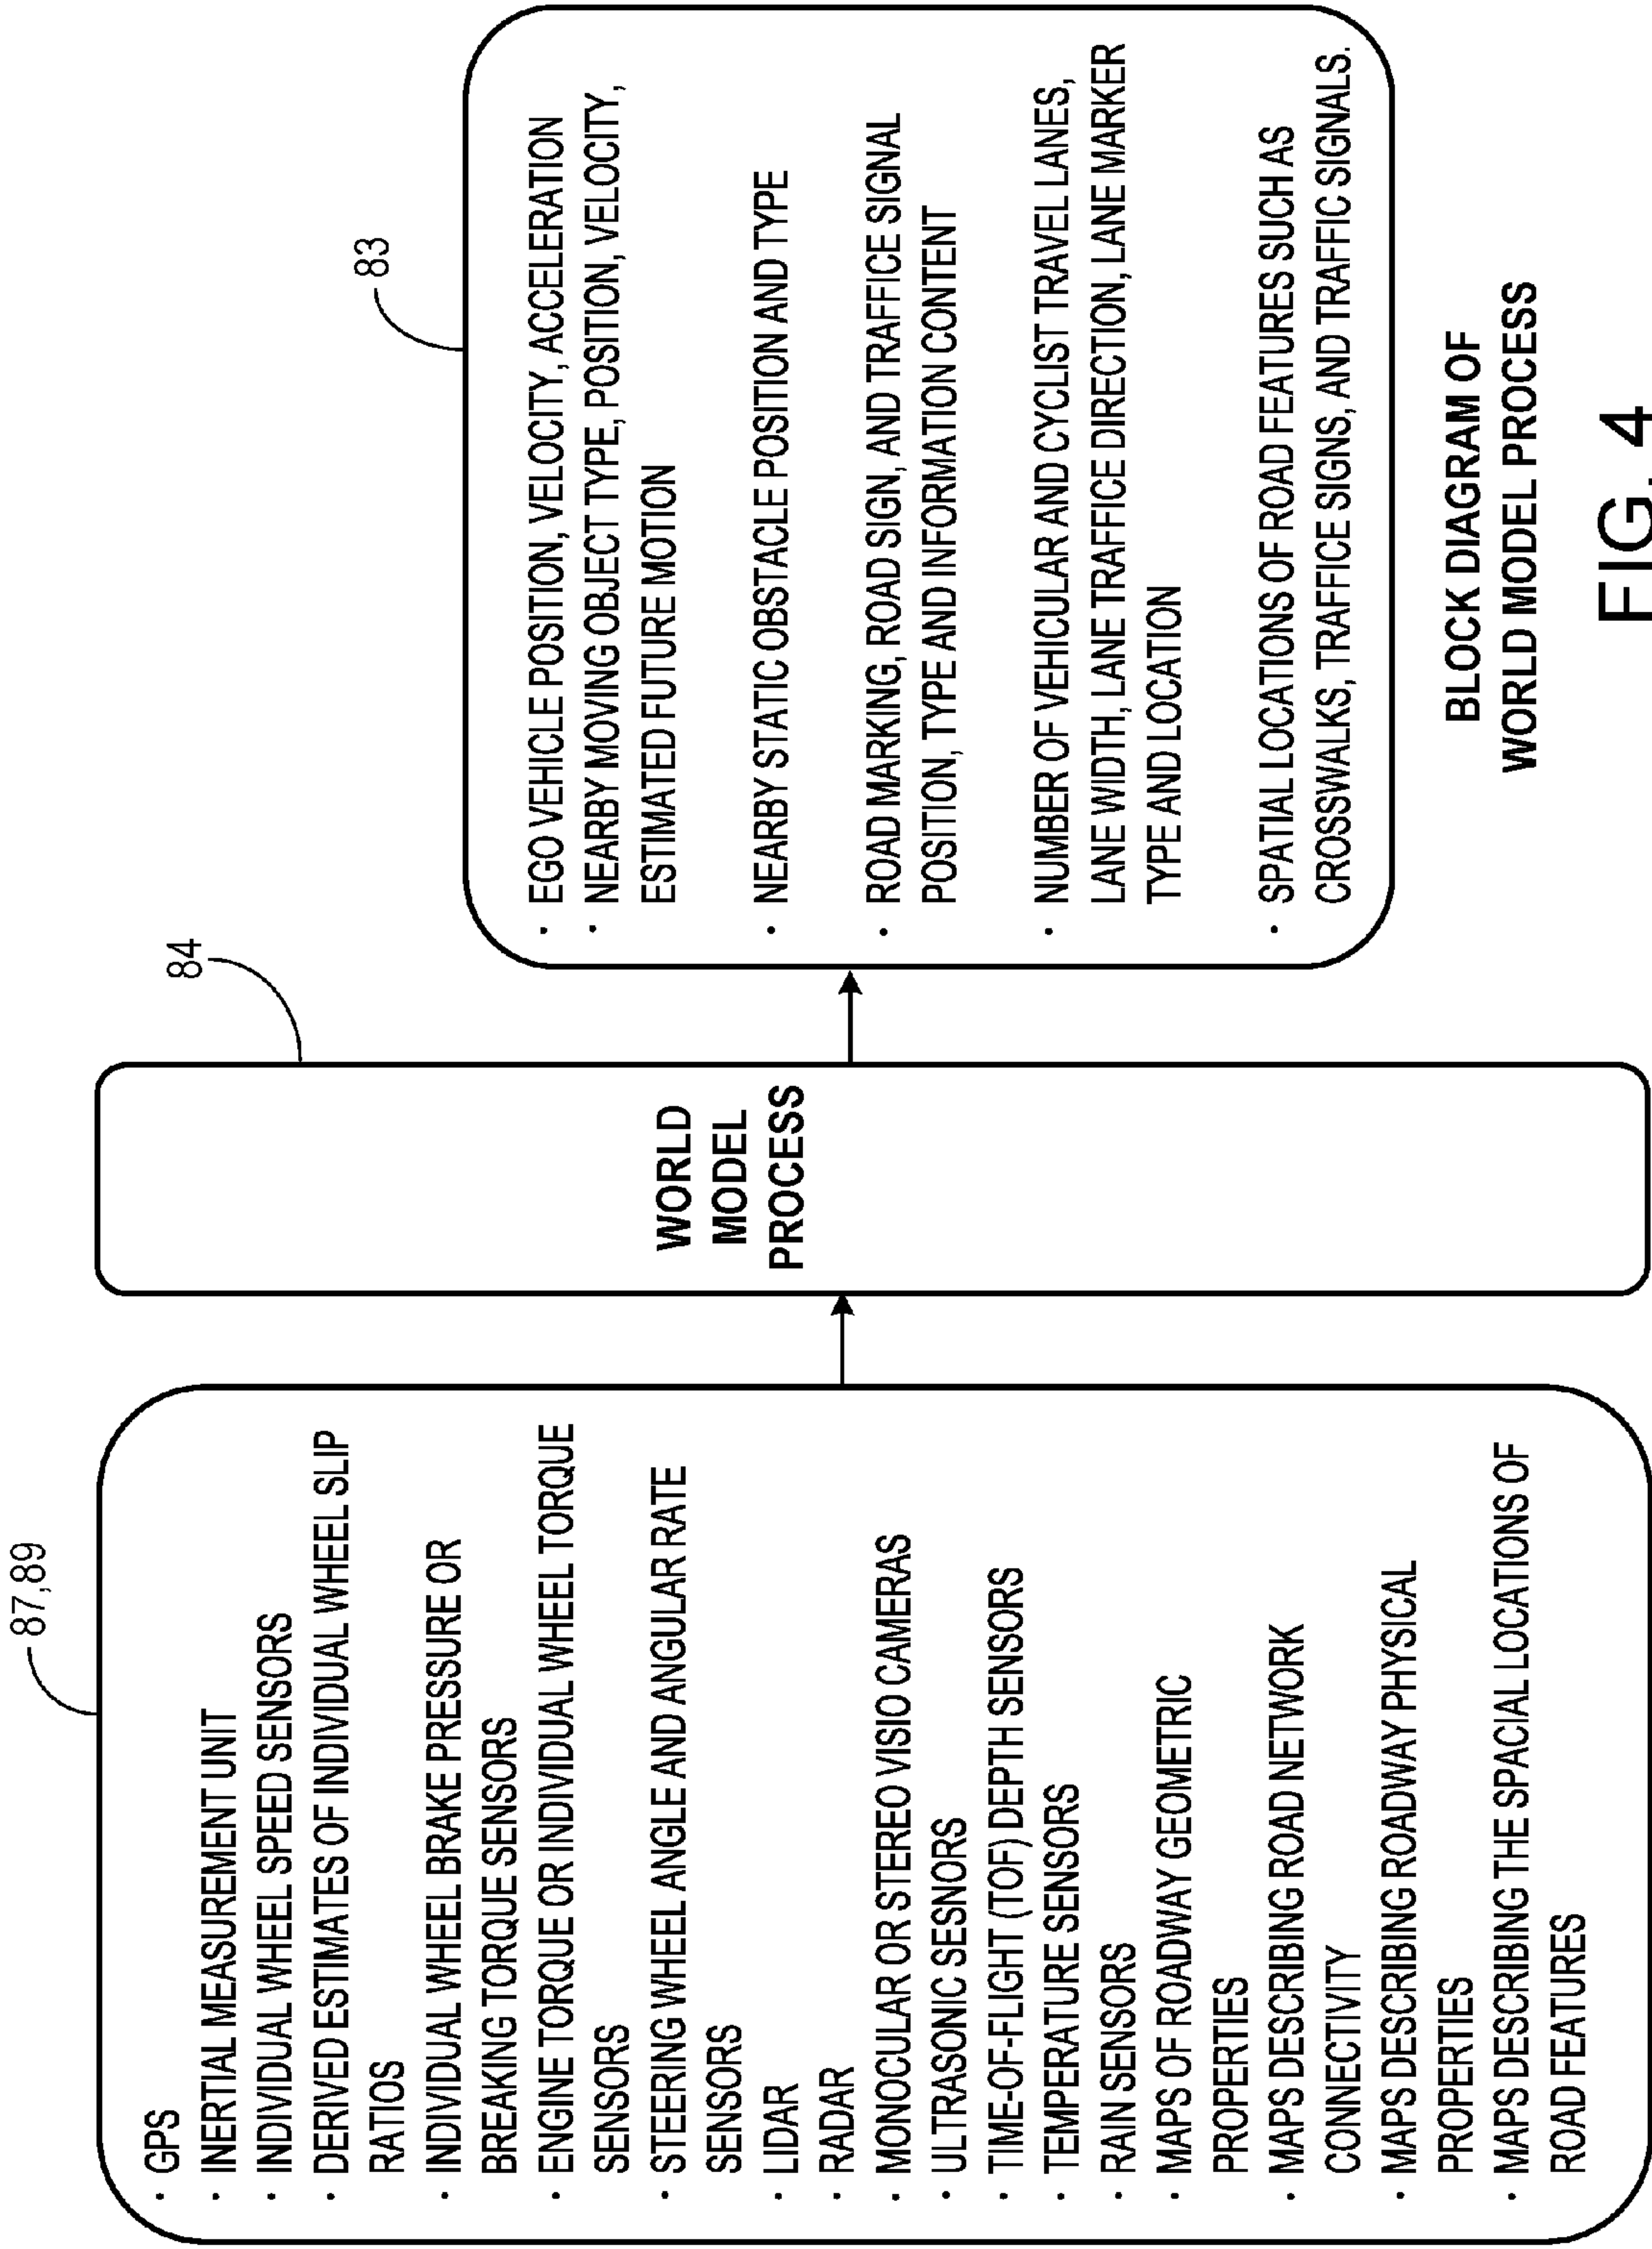 87,89
· GPS
· INERTIAL MEASUREMENT UNIT
· INDIVIDUAL WHEEL SPEED SENSORS
· DERIVED ESTIMATES OF INDIVIDUAL WHEEL SLIP
RATIOS
· INDIVIDUAL WHEEL BRAKE PRESSURE OR
BREAKING TORQUE SENSORS
· ENGINE TORQUE OR INDIVIDUAL WHEEL TORQUE
SENSORS
· STEERING WHEEL ANGLE AND ANGULAR RATE
SENSORS
· LIDAR
· RADAR
· MONOCULAR OR STEREO VISIO CAMERAS
· ULTRASONIC SESNORS
· TIME-OF-FLIGHT (TOF) DEPTH SENSORS
· TEMPERATURE SENSORS
· RAIN SENSORS
· MAPS OF ROADWAY GEOMETRIC
PROPERTIES
· MAPS DESCRIBING ROAD NETWORK
CONNECTIVITY
· MAPS DESCRIBING ROADWAY PHYSICAL
PROPERTIES
· MAPS DESCRIBING THE SPACIAL LOCATIONS OF
ROAD FEATURES
84
WORLD
MODEL
PROCESS
83
· EGO VEHICLE POSITION, VELOCITY, ACCELERATION
· NEARBY MOVING OBJECT TYPE, POSITION, VELOCITY,
ESTIMATED FUTURE MOTION
· NEARBY STATIC OBSTACLE POSITION AND TYPE
· ROAD MARKING, ROAD SIGN, AND TRAFFICE SIGNAL
POSITION, TYPE AND INFORMATION CONTENT
· NUMBER OF VEHICULAR AND CYCLIST TRAVEL LANES,
LANE WIDTH, LANE TRAFFICE DIRECTION, LANE MARKER
TYPE AND LOCATION
· SPATIAL LOCATIONS OF ROAD FEATURES SUCH AS
CROSSWALKS, TRAFFICE SIGNS, AND TRAFFIC SIGNALS.
BLOCK DIAGRAM OF
WORLD MODEL PROCESS
FIG. 4